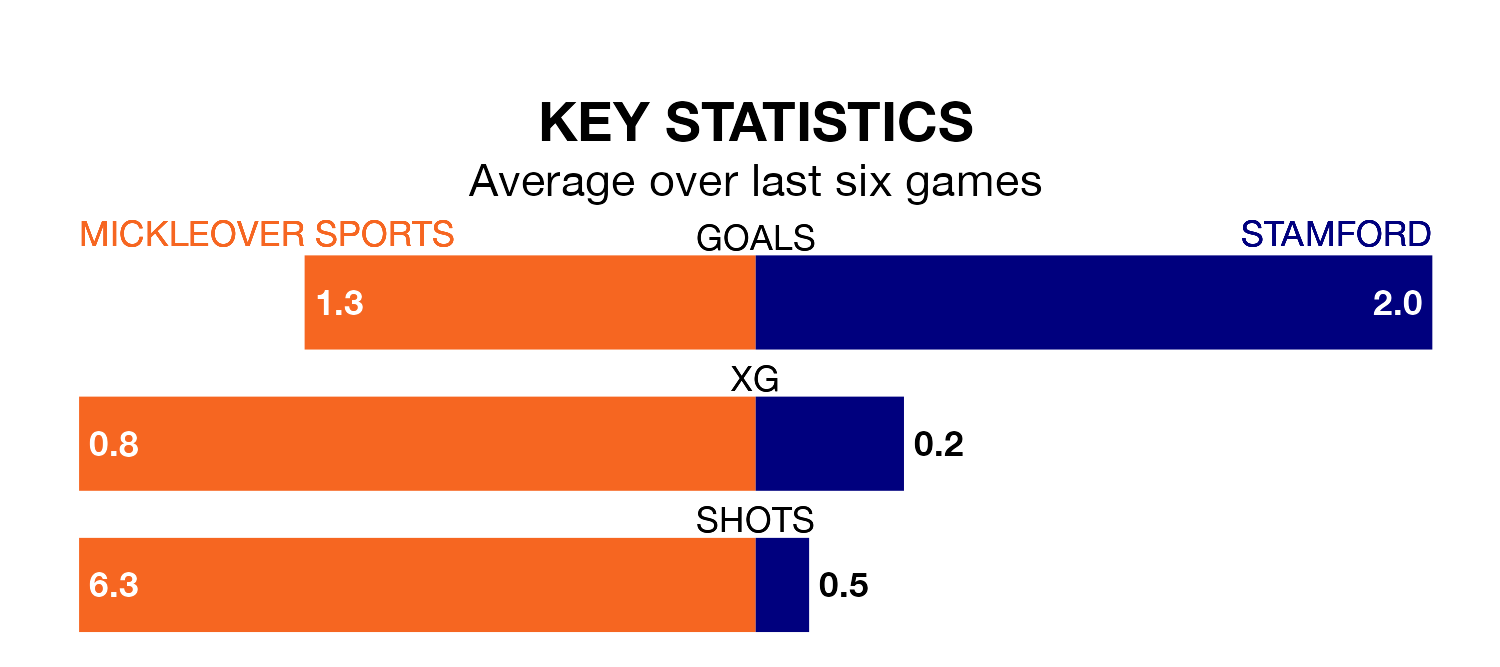 KEY STATISTICS
Average over last six games
MICKLEOVER SPORTS GOALS STAMFORD
1.3 2.0
XG
0.8 0.2
SHOTS
6.3 0.5